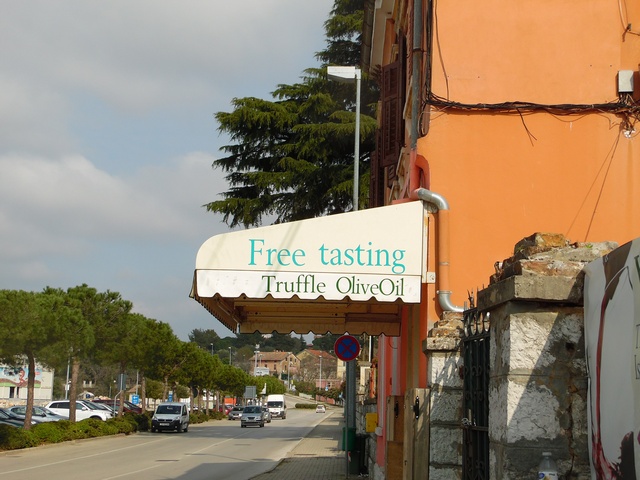 Free tasting
Truffle OliveOil